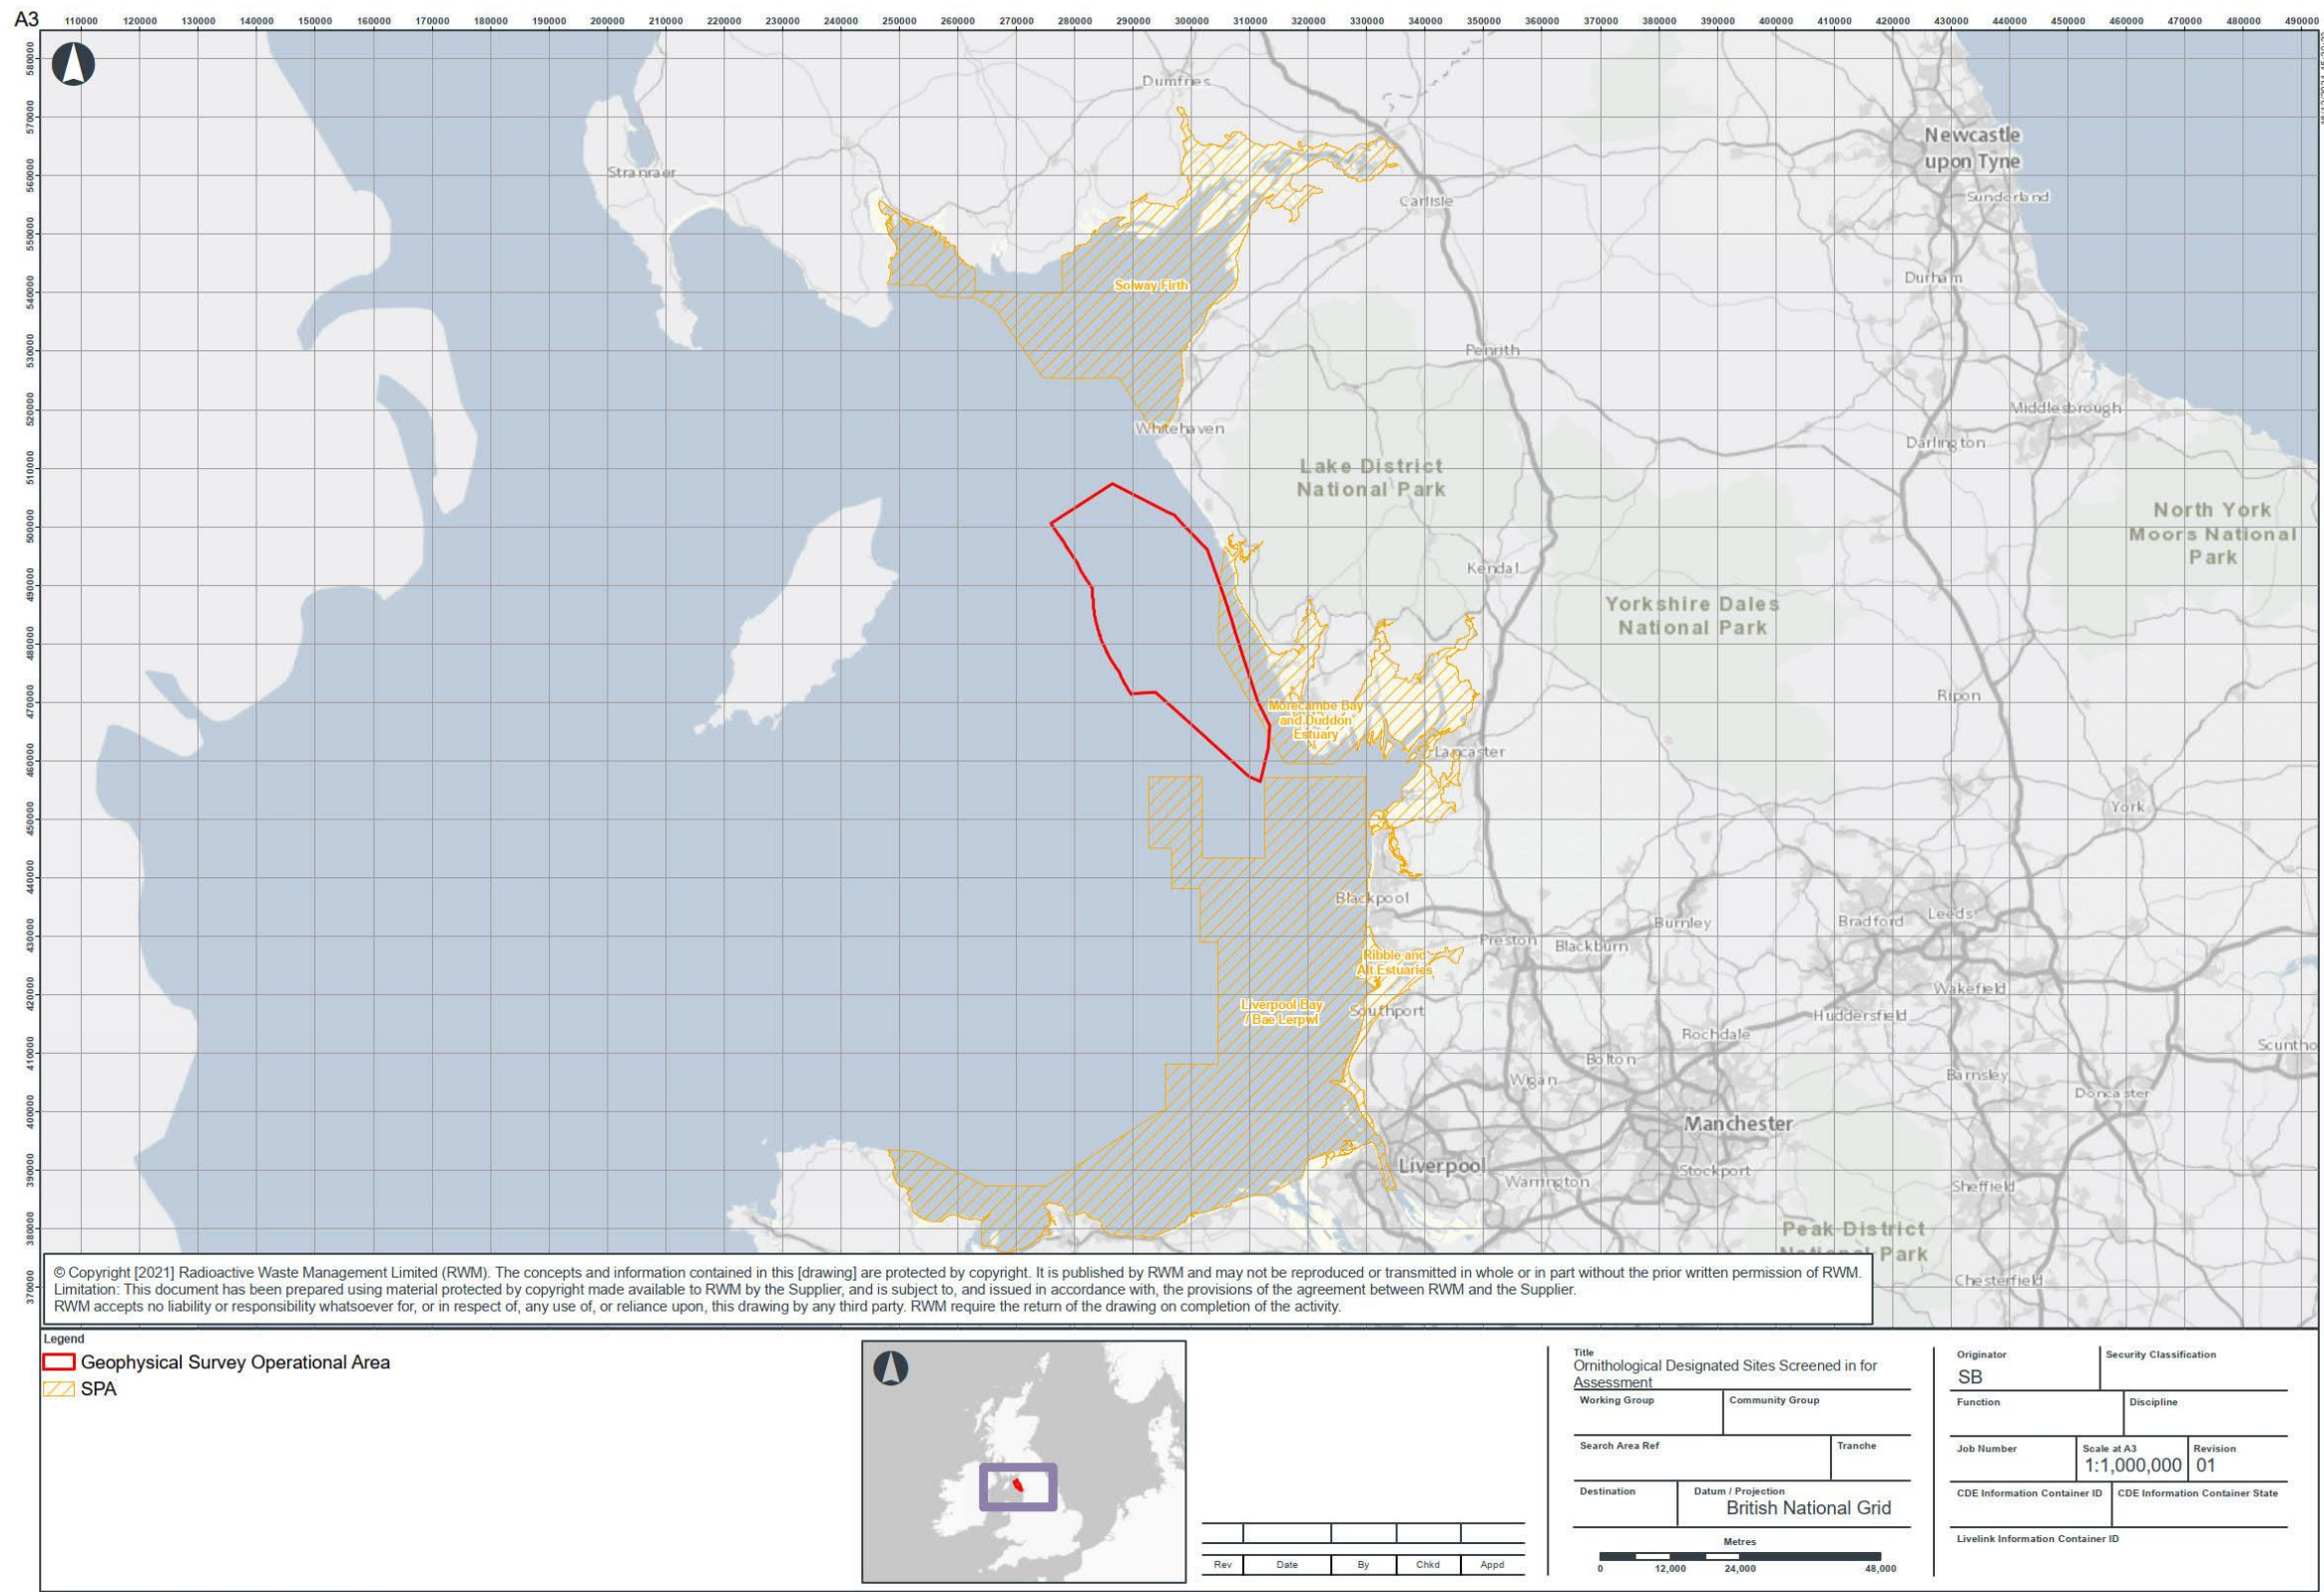 A3
110000 120000 130000 140000 150000 160000 170000 180000 190000 200000 210000 220000 230000 240000 250000 260000 270000 280000 290000 300000 310000 320000 330000 340000 350000 360000 370000 380000 390000 400000 410000 420000 430000 440000 450000 460000 470000 480000 490000
580000
570000
560000
550000
540000
530000
520000
510000
500000
490000
480000
470000
460000
450000
440000
430000
420000
410000
400000
390000
380000
370000
Dumfries
Newcastle
upon Tyne
Stranraer
Sunderland
Carlisle
Durham
Solway Firth
Penrith
Middlesbrough
Whitehaven
Darlington
Lake District
National Park
North York
Moors National
Park
Kendal
Yorkshire Dales
National Park
Ripon
Morecambe Bay
and Duddon
Estuary
Lancaster
York
Blackpool
Burnley
Bradford
Leeds
Preston
Blackburn
Ribble and
Alt Estuaries
Wakefield
Liverpool Bay
/ Bae Lerpwl
Southport
Huddersfield
Rochdale
Scuntho
Bolton
Wigan
Barnsley
Doncaster
Manchester
Liverpool
Stockport
Warrington
Sheffield
Peak District
National Park
Chesterfield
© Copyright [2021] Radioactive Waste Management Limited (RWM). The concepts and information contained in this [drawing] are protected by copyright. It is published by RWM and may not be reproduced or transmitted in whole or in part without the prior written permission of RWM.
Limitation: This document has been prepared using material protected by copyright made available to RWM by the Supplier, and is subject to, and issued in accordance with, the provisions of the agreement between RWM and the Supplier.
RWM accepts no liability or responsibility whatsoever for, or in respect of, any use of, or reliance upon, this drawing by any third party. RWM require the return of the drawing on completion of the activity.
Legend
Geophysical Survey Operational Area
SPA
Rev Date By Chkd Appd
Title
Ornithological Designated Sites Screened in for
Assessment
Working Group Community Group
Search Area Ref Tranche
Destination Datum / Projection
British National Grid
Metres
0 12,000 24,000 48,000
Originator Security Classification
SB
Function Discipline
Job Number Scale at A3 Revision
1:1,000,000 01
CDE Information Container ID CDE Information Container State
Livelink Information Container ID